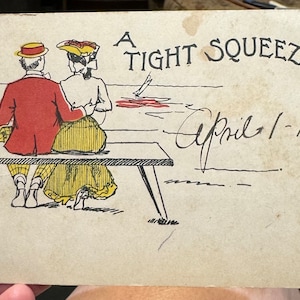 A
TIGHT SQUEEZ
April 1-